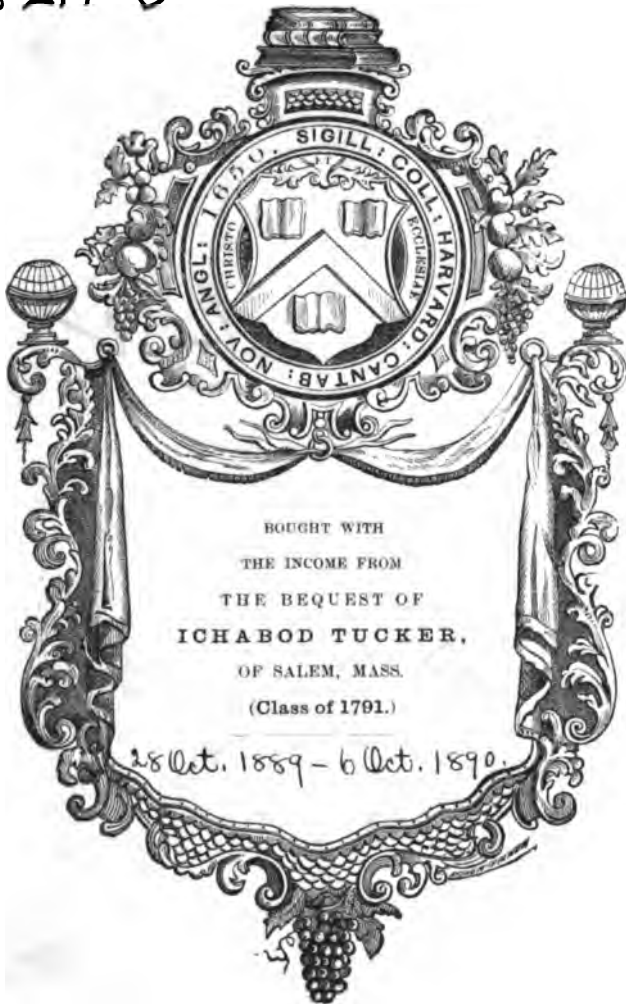 SIGILL: COLL: HARVARD: CANTAB: NOV: ANGL: 1650.
ET
CHRISTO
ECCLESIAE
BOUGHT WITH
THE INCOME FROM
THE BEQUEST OF
ICHABOD TUCKER,
OF SALEM, MASS.
(Class of 1791.)
28 Oct. 1889 – 6 Oct. 1890.